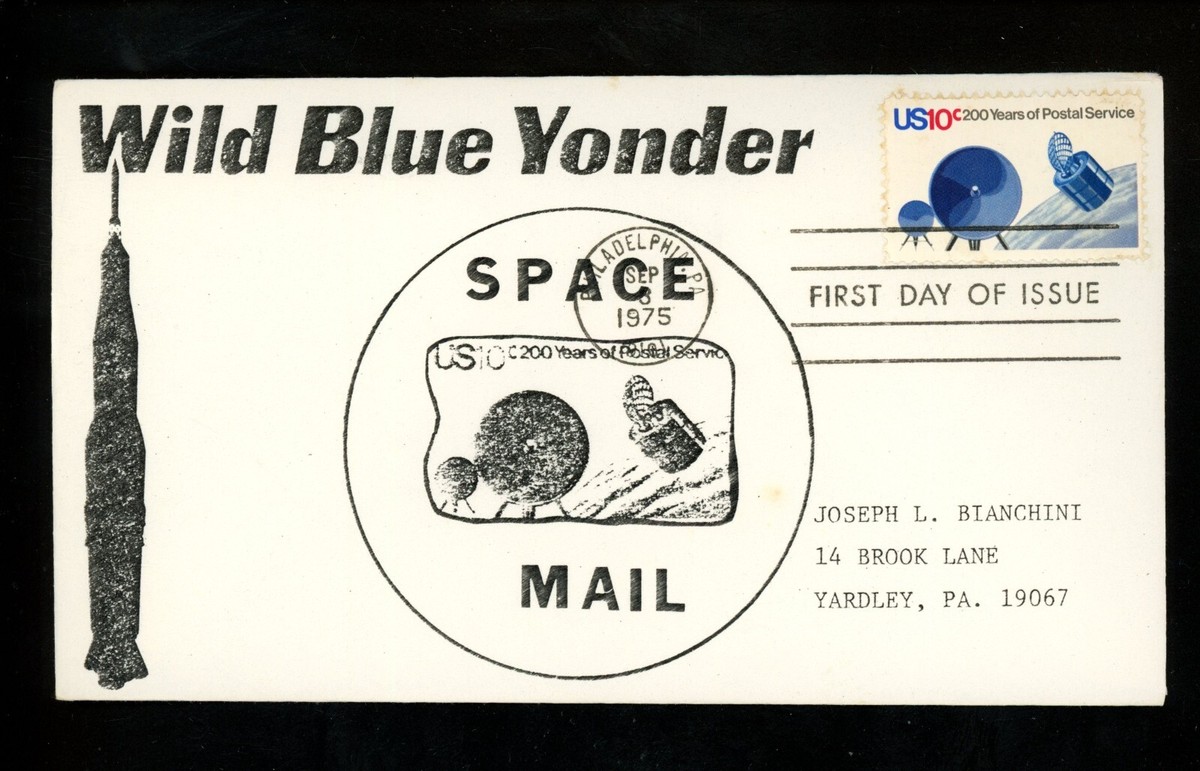 Wild Blue Yonder
US10c 200 Years of Postal Service
SPACE
PHILADELPHIA PA
SEP
3
1975
FIRST DAY OF ISSUE
US10c 200 Years of Postal Servic
MAIL
JOSEPH L. BIANCHINI
14 BROOK LANE
YARDLEY, PA. 19067